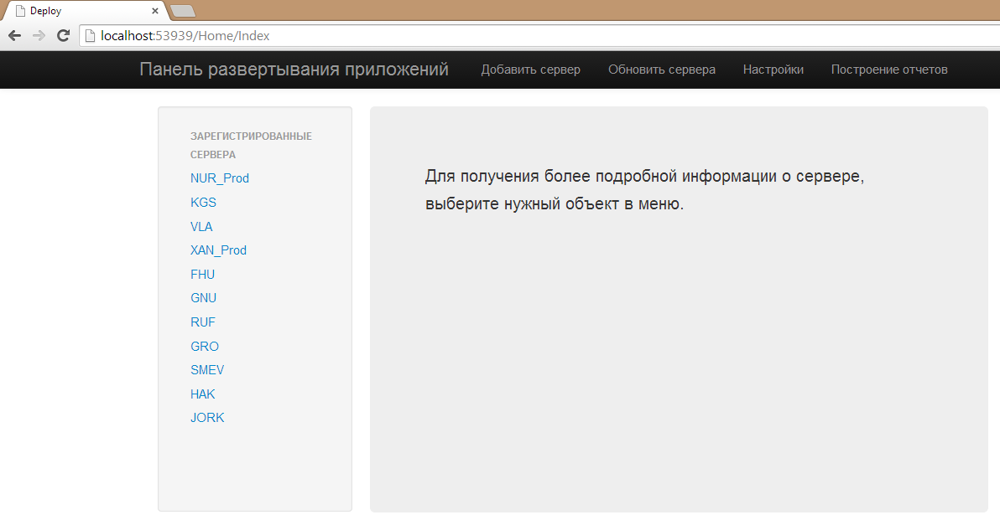 Deploy
localhost:53939/Home/Index
Панель развертывания приложений Добавить сервер Обновить сервера Настройки Построение отчетов
ЗАРЕГИСТРИРОВАННЫЕ
СЕРВЕРА
NUR_Prod
KGS
VLA
XAN_Prod
FHU
GNU
RUF
GRO
SMEV
HAK
JORK
Для получения более подробной информации о сервере,
выберите нужный объект в меню.